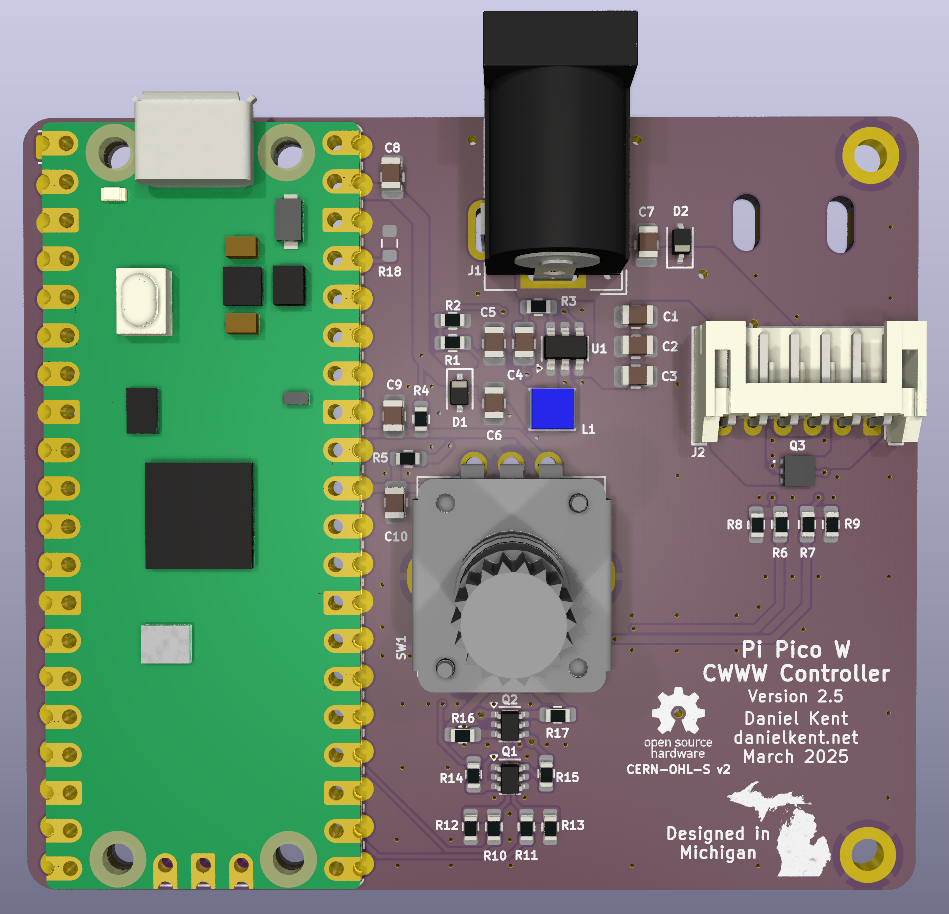 C8
R18
J1
C7
D2
R2
R1
C5
C4
R3
U1
C1
C2
C3
C9
R4
D1
C6
L1
R5
C10
J2
Q3
R8
R6
R7
R9
SW1
Q2
R16
R17
Q1
R14
R15
R12
R10
R11
R13
Pi Pico W
CWWW Controller
Version 2.5
Daniel Kent
danielkent.net
March 2025
open source
hardware
CERN-OHL-S v2
Designed in
Michigan